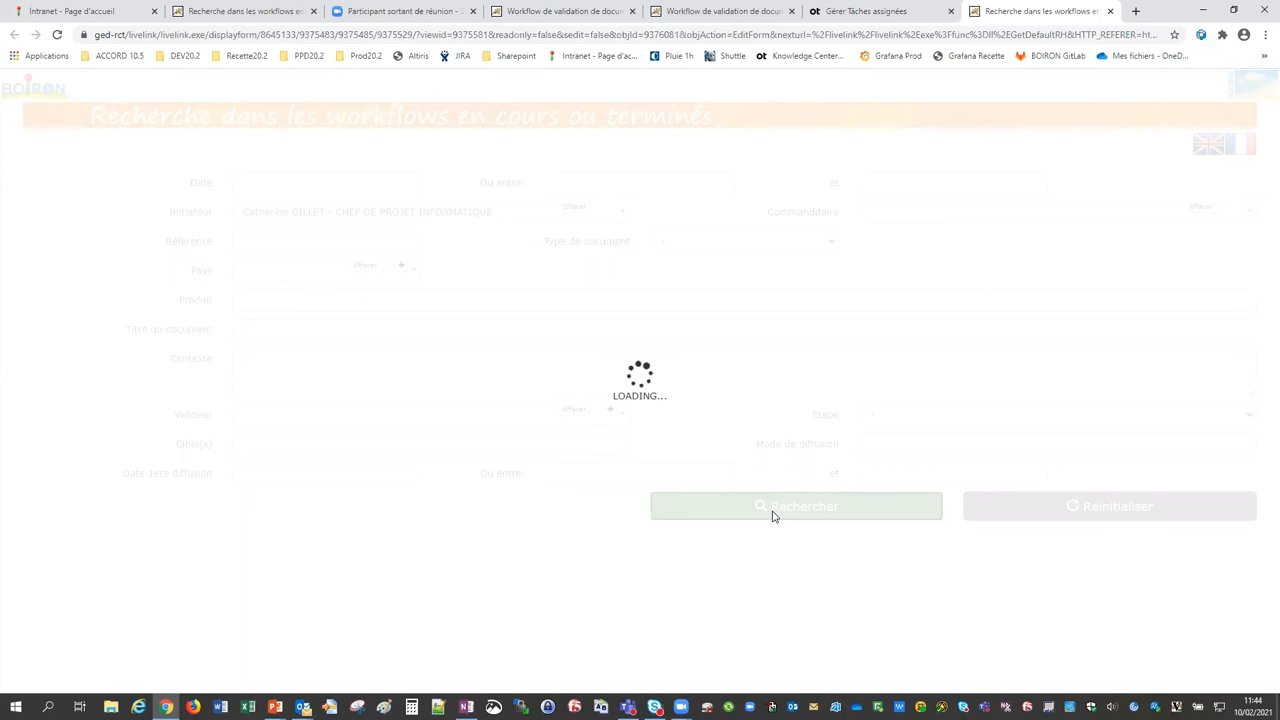 Intranet - Page d'accueil
Recherche dans les workflows en c
Participant sortant de réunion -
Workflow de validation de docu
Workflow de validation de docu
Gérer Tâches assignées
Recherche dans les workflows en c
ged-rct/livelink/livelink.exe/displayform/8645133/9375483/9375485/9375529/?viewid=9375581&readonly=false&sedit=false&objId=9376081&objAction=EditForm&nexturl=%2Flivelink%2Flivelink%2Eexe%3Ffunc%3Dll%2EGetDefaultRH&HTTP_REFERER=ht...
Applications ACCORD 10.5 DEV20.2 Recette20.2 PPD20.2 Prod20.2 Altiris Sharepoint Intranet - Page d'ac... Pluie 1h Shuttle Knowledge Center... Grafana Prod Grafana Recette BOIRON GitLab Mes fichiers - OneD...
BOIRON
Recherche dans les workflows en cours ou terminés
Date Ou entre: et
Initiateur Catherine GILLET - CHEF DE PROJET INFORMATIQUE Effacer Commanditaire Effacer
Référence Type de document -
Pays Effacer +
Produit
Titre du document
Contexte
LOADING...
Valideur Effacer + Etape -
Cible(s) Mode de diffusion
Date 1ère diffusion Ou entre: et
Rechercher Réinitialiser
11:44
10/02/2021